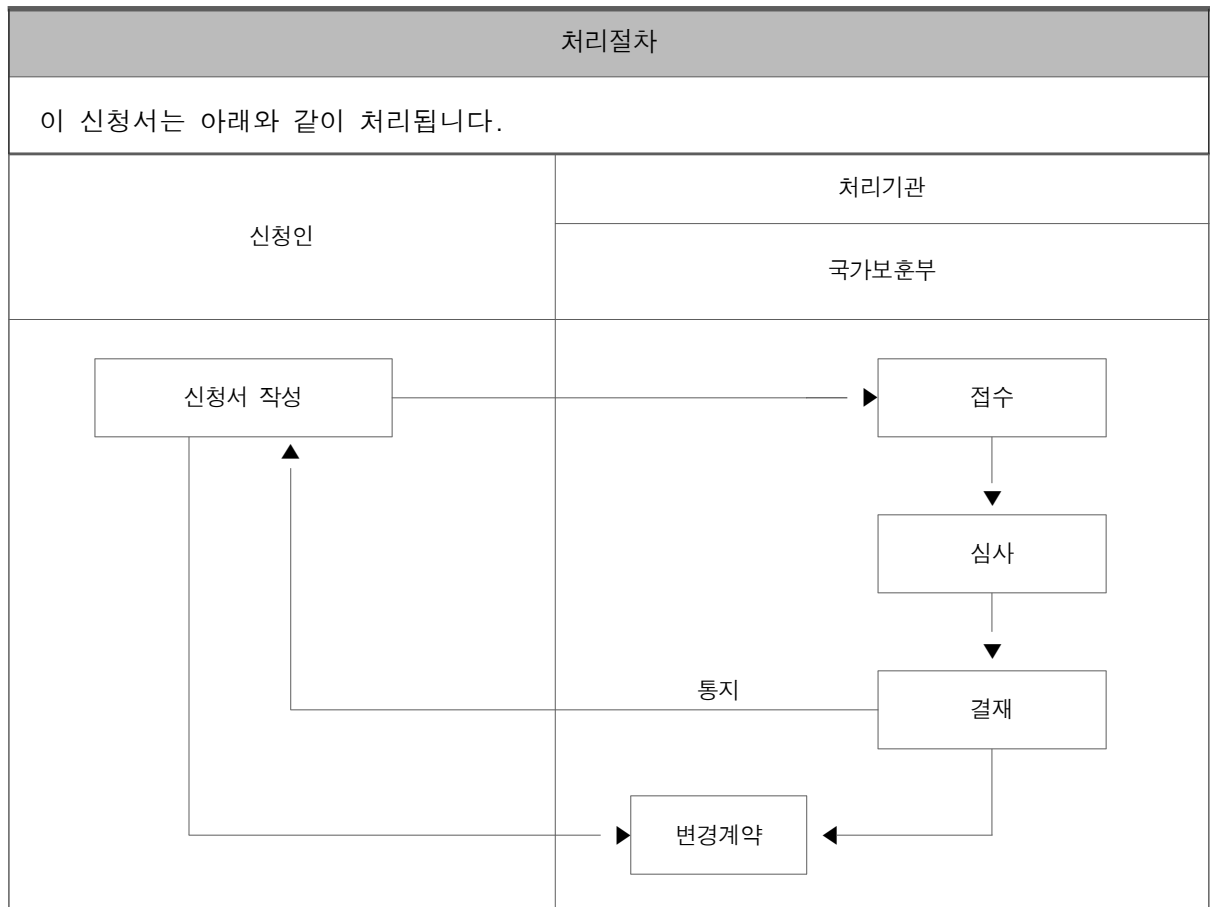 처리절차
이 신청서는 아래와 같이 처리됩니다.
신청인
처리기관
국가보훈부
신청서 작성
접수
심사
통지
결재
변경계약